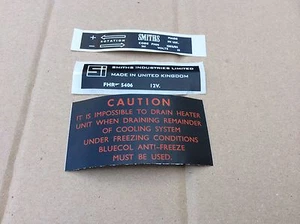 + SMITHS
ROTATION
-
Si SMITHS INDUSTRIES LIMITED
MADE IN UNITED KINGDOM
FHR 5406 12V.
CAUTION
IT IS IMPOSSIBLE TO DRAIN HEATER
UNIT WHEN DRAINING REMAINDER
OF COOLING SYSTEM
UNDER FREEZING CONDITIONS
BLUECOL ANTI-FREEZE
MUST BE USED.